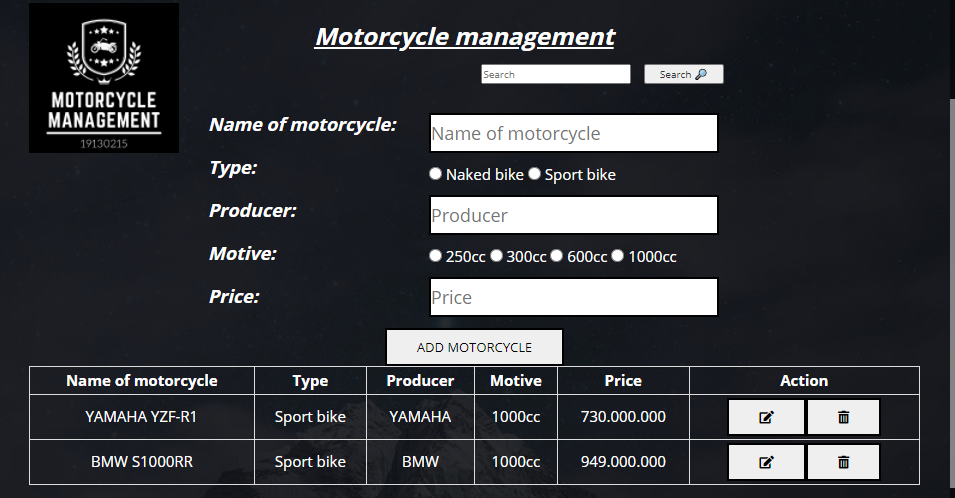 MOTORCYCLE
MANAGEMENT
19130215
Motorcycle management
Search Search
Name of motorcycle: Name of motorcycle
Type: Naked bike Sport bike
Producer: Producer
Motive: 250cc 300cc 600cc 1000cc
Price: Price
ADD MOTORCYCLE
Name of motorcycle Type Producer Motive Price Action
YAMAHA YZF-R1 Sport bike YAMAHA 1000cc 730.000.000
BMW S1000RR Sport bike BMW 1000cc 949.000.000